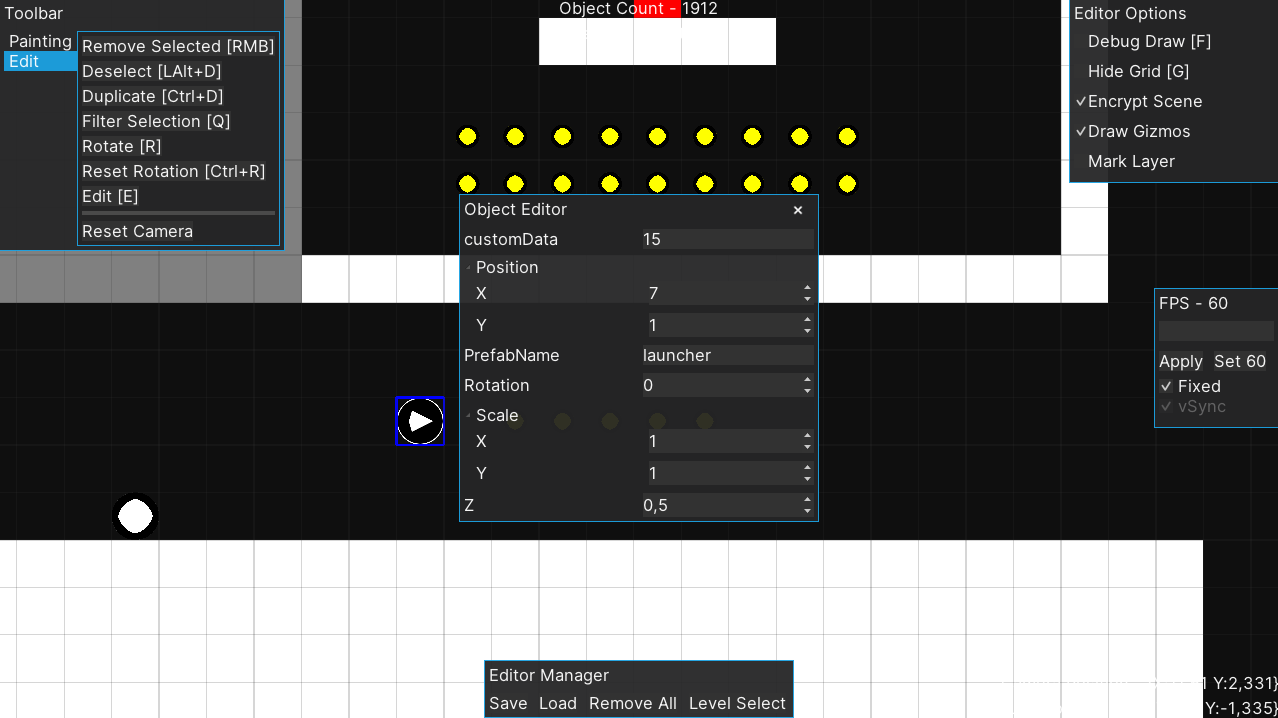 Toolbar
Painting
Edit
Remove Selected [RMB]
Deselect [LAlt+D]
Duplicate [Ctrl+D]
Filter Selection [Q]
Rotate [R]
Reset Rotation [Ctrl+R]
Edit [E]
Reset Camera
Object Count - 1912
Editor Options
Debug Draw [F]
Hide Grid [G]
Encrypt Scene
Draw Gizmos
Mark Layer
Object Editor ×
customData 15
Position
X 7
Y 1
PrefabName launcher
Rotation 0
Scale
X 1
Y 1
Z 0,5
FPS - 60
Apply Set 60
Fixed
vSync
Editor Manager
Save Load Remove All Level Select
Y:2,331}
Y:-1,335}